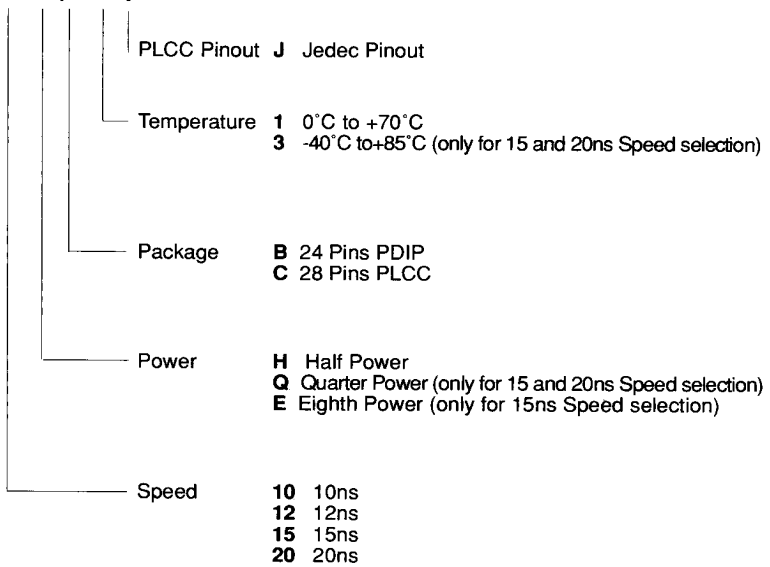 PLCC Pinout J Jedec Pinout
Temperature 1 0°C to +70°C
3 -40°C to+85°C (only for 15 and 20ns Speed selection)
Package B 24 Pins PDIP
C 28 Pins PLCC
Power H Half Power
Q Quarter Power (only for 15 and 20ns Speed selection)
E Eighth Power (only for 15ns Speed selection)
Speed 10 10ns
12 12ns
15 15ns
20 20ns